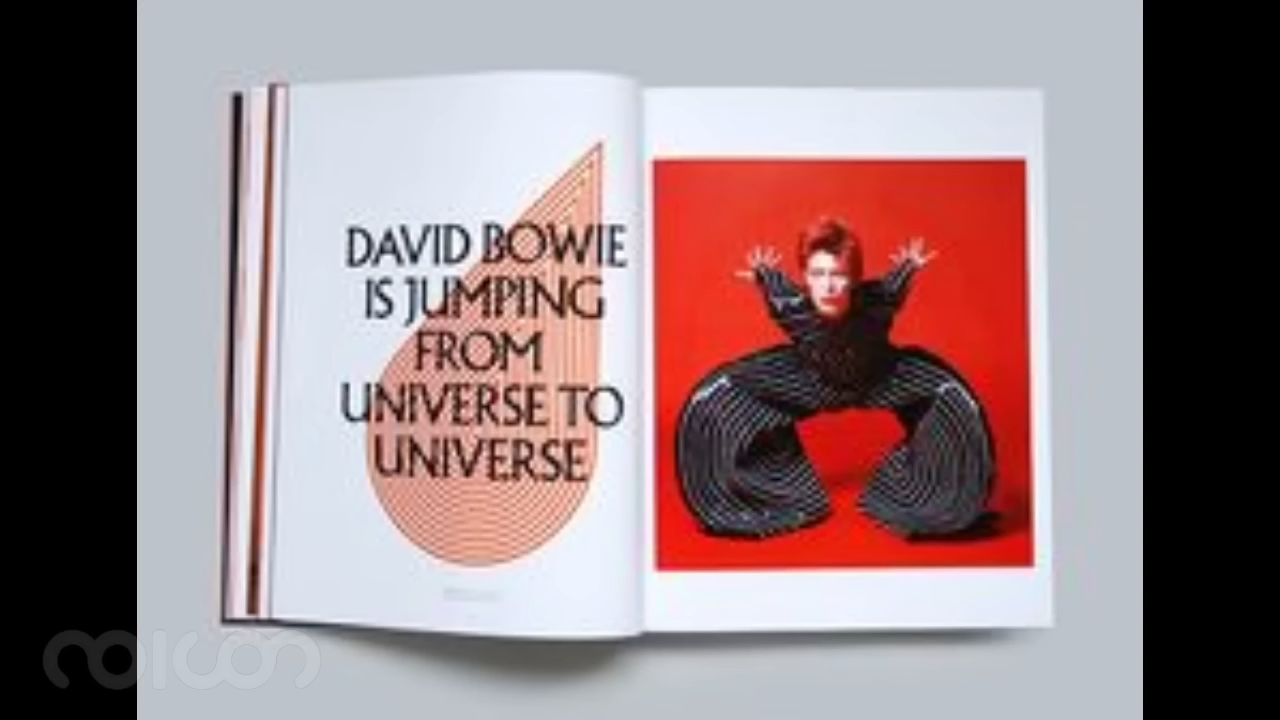 DAVID BOWIE
IS JUMPING
FROM
UNIVERSE TO
UNIVERSE